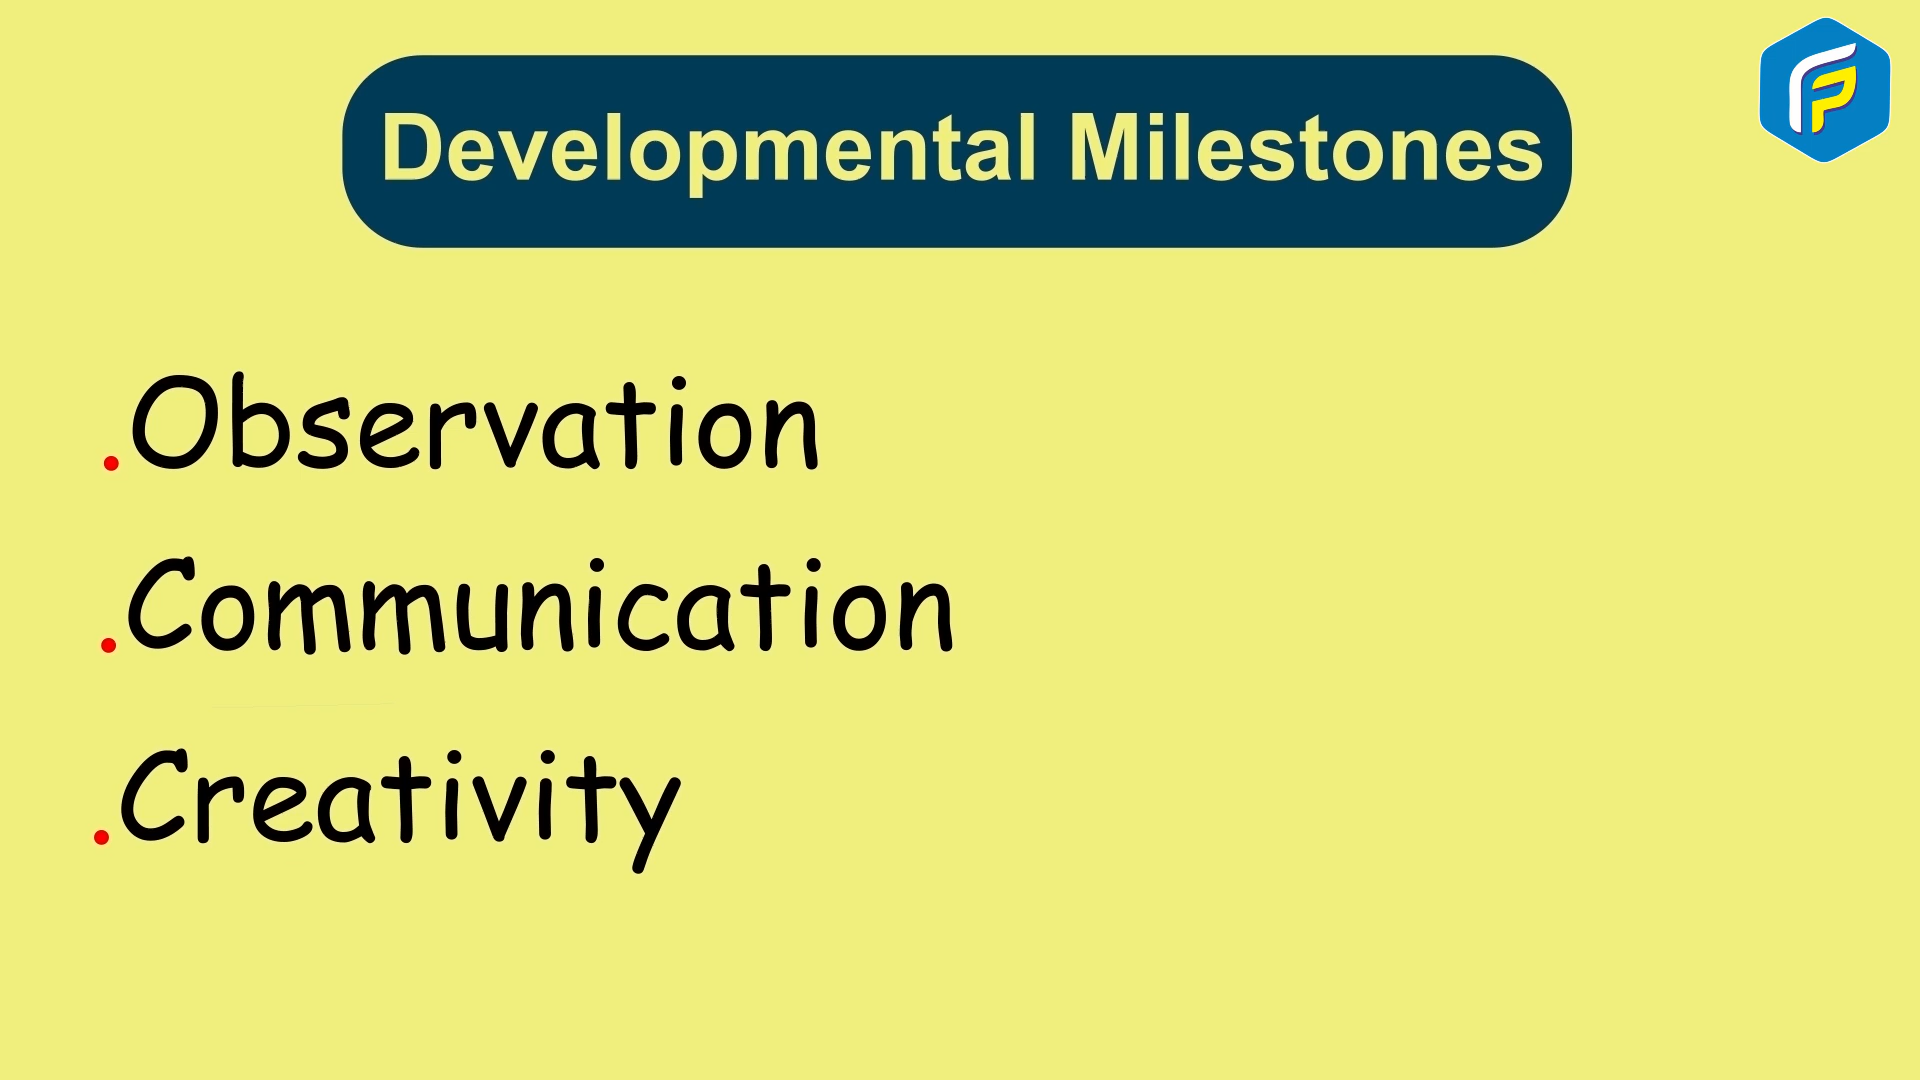 Developmental Milestones
.Observation
.Communication
.Creativity